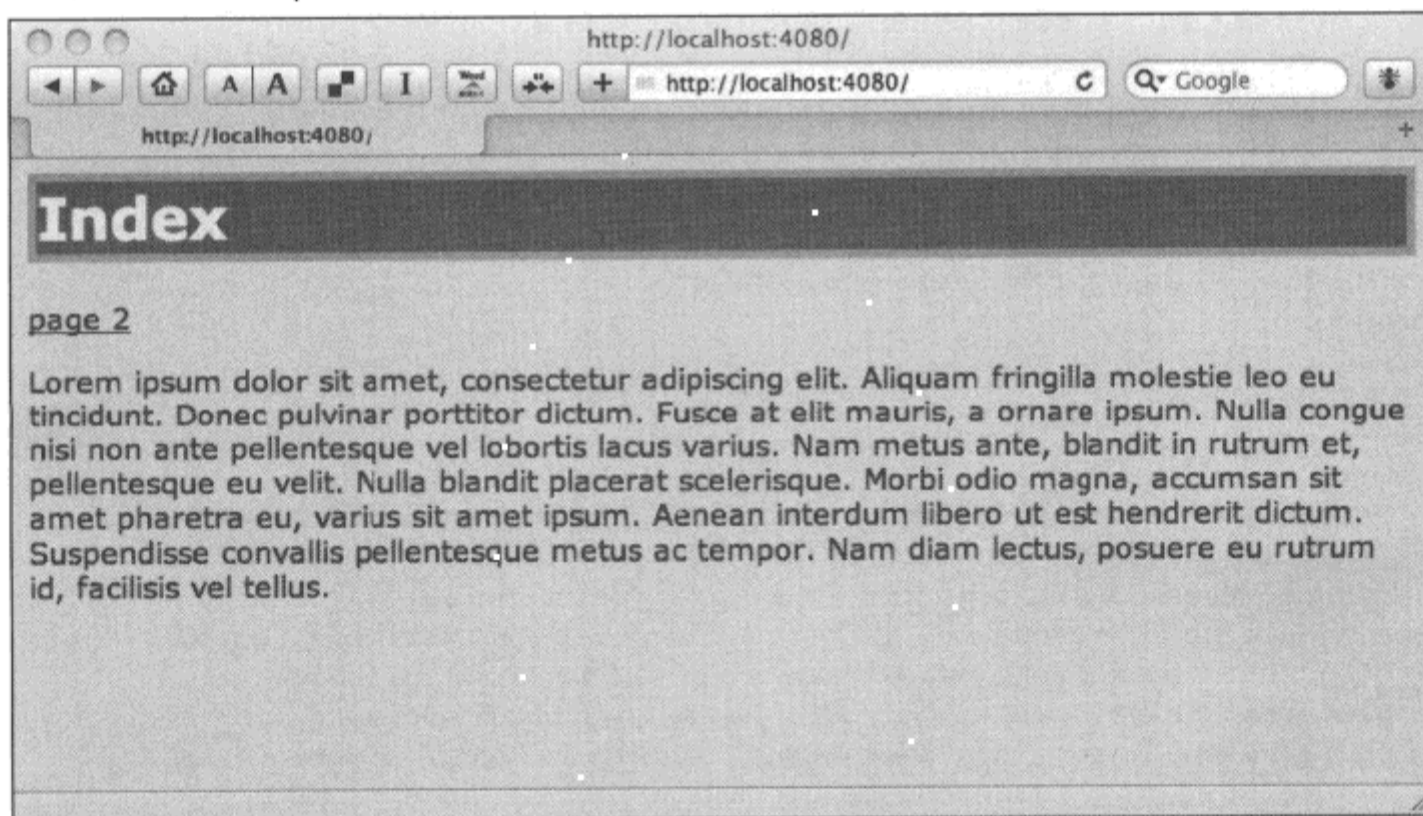 http://localhost:4080/
A A I Word + http://localhost:4080/ Google
http://localhost:4080/ +
Index
page 2
Lorem ipsum dolor sit amet, consectetur adipiscing elit. Aliquam fringilla molestie leo eu
tincidunt. Donec pulvinar porttitor dictum. Fusce at elit mauris, a ornare ipsum. Nulla congue
nisi non ante pellentesque vel lobortis lacus varius. Nam metus ante, blandit in rutrum et,
pellentesque eu velit. Nulla blandit placerat scelerisque. Morbi odio magna, accumsan sit
amet pharetra eu, varius sit amet ipsum. Aenean interdum libero ut est hendrerit dictum.
Suspendisse convallis pellentesque metus ac tempor. Nam diam lectus, posuere eu rutrum
id, facilisis vel tellus.